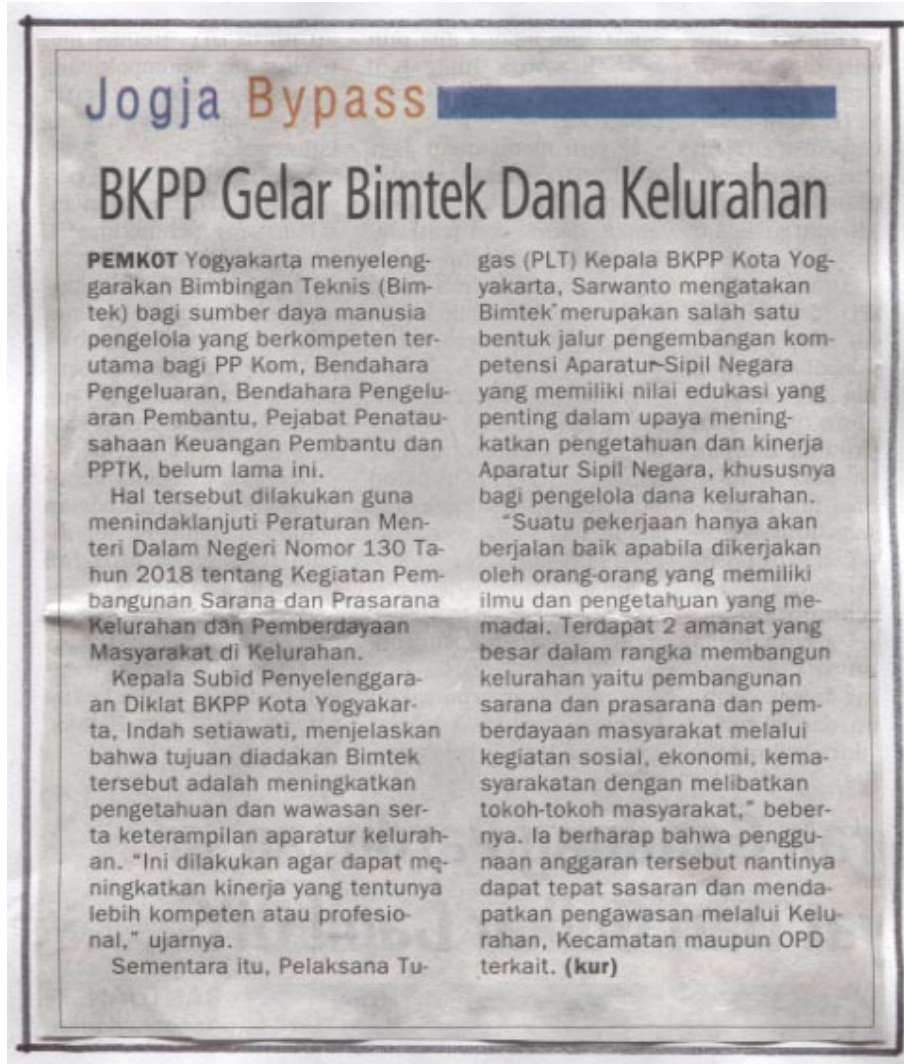 Jogja Bypass
BKPP Gelar Bimtek Dana Kelurahan
PEMKOT Yogyakarta menyeleng-
garakan Bimbingan Teknis (Bim-
tek) bagi sumber daya manusia
pengelola yang berkompeten ter-
utama bagi PP Kom, Bendahara
Pengeluaran, Bendahara Pengelu-
aran Pembantu, Pejabat Penatau-
sahaan Keuangan Pembantu dan
PPTK, belum lama ini.
Hal tersebut dilakukan guna
menindaklanjuti Peraturan Men-
teri Dalam Negeri Nomor 130 Ta-
hun 2018 tentang Kegiatan Pem-
bangunan Sarana dan Prasarana
Kelurahan dan Pemberdayaan
Masyarakat di Kelurahan.
Kepala Subid Penyelenggara-
an Diklat BKPP Kota Yogyakar-
ta, Indah setiawati, menjelaskan
bahwa tujuan diadakan Bimtek
tersebut adalah meningkatkan
pengetahuan dan wawasan ser-
ta keterampilan aparatur kelurah-
an. "Ini dilakukan agar dapat me-
ningkatkan kinerja yang tentunya
lebih kompeten atau profesio-
nal," ujarnya.
Sementara itu, Pelaksana Tu-
gas (PLT) Kepala BKPP Kota Yog-
yakarta, Sarwanto mengatakan
Bimtek merupakan salah satu
bentuk jalur pengembangan kom-
petensi Aparatur Sipil Negara
yang memiliki nilai edukasi yang
penting dalam upaya mening-
katkan pengetahuan dan kinerja
Aparatur Sipil Negara, khususnya
bagi pengelola dana kelurahan.
"Suatu pekerjaan hanya akan
berjalan baik apabila dikerjakan
oleh orang-orang yang memiliki
ilmu dan pengetahuan yang me-
madai. Terdapat 2 amanat yang
besar dalam rangka membangun
kelurahan yaitu pembangunan
sarana dan prasarana dan pem-
berdayaan masyarakat melalui
kegiatan sosial, ekonomi, kema-
syarakatan dengan melibatkan
tokoh-tokoh masyarakat," beber-
nya. Ia berharap bahwa penggu-
naan anggaran tersebut nantinya
dapat tepat sasaran dan menda-
patkan pengawasan melalui Kelu-
rahan, Kecamatan maupun OPD
terkait. (kur)